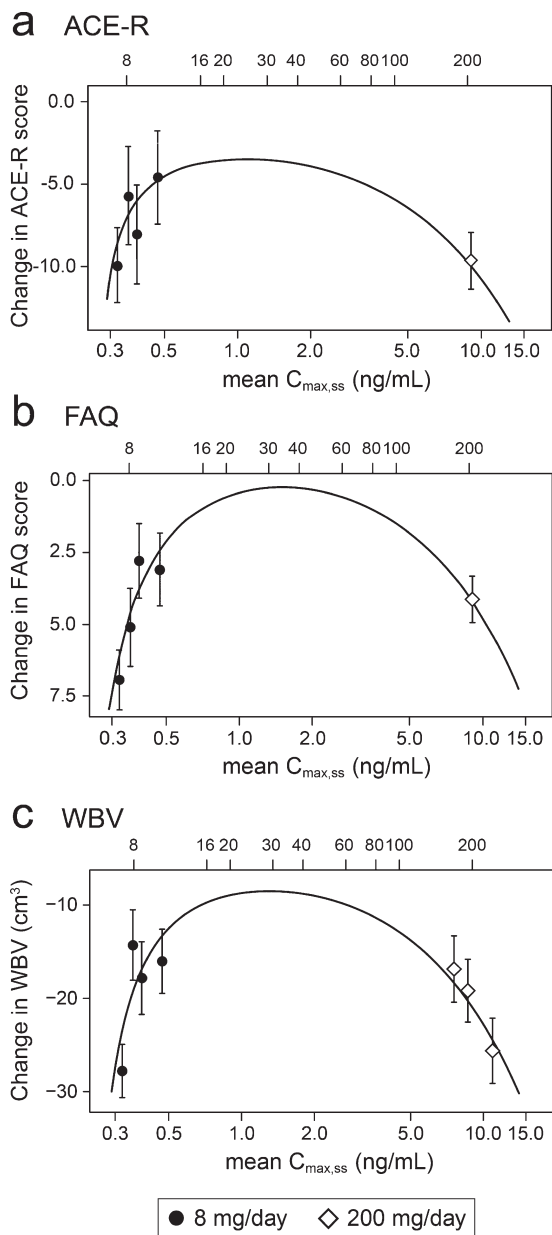 a ACE-R
8 16 20 30 40 60 80 100 200
Change in ACE-R score
0.0
-5.0
-10.0
0.3 0.5 1.0 2.0 5.0 10.0 15.0
mean Cmax,ss (ng/mL)
b FAQ
8 16 20 30 40 60 80 100 200
Change in FAQ score
0.0
2.5
5.0
7.5
0.3 0.5 1.0 2.0 5.0 10.0 15.0
mean Cmax,ss (ng/mL)
c WBV
8 16 20 30 40 60 80 100 200
Change in WBV (cm³)
−10
−20
−30
0.3 0.5 1.0 2.0 5.0 10.0 15.0
mean Cmax,ss (ng/mL)
8 mg/day 200 mg/day